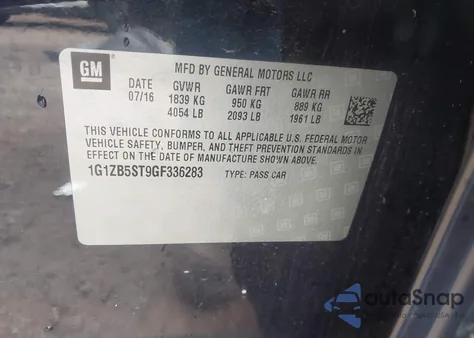 GM
MFD BY GENERAL MOTORS LLC
DATE GVWR GAWR FRT GAWR RR
07/16 1839 KG 950 KG 889 KG
4054 LB 2093 LB 1961 LB
THIS VEHICLE CONFORMS TO ALL APPLICABLE U.S. FEDERAL MOTOR
VEHICLE SAFETY, BUMPER, AND THEFT PREVENTION STANDARDS
IN EFFECT ON THE DATE OF MANUFACTURE SHOWN ABOVE.
1G1ZB5ST9GF336283 TYPE: PASS CAR
AutoSnap